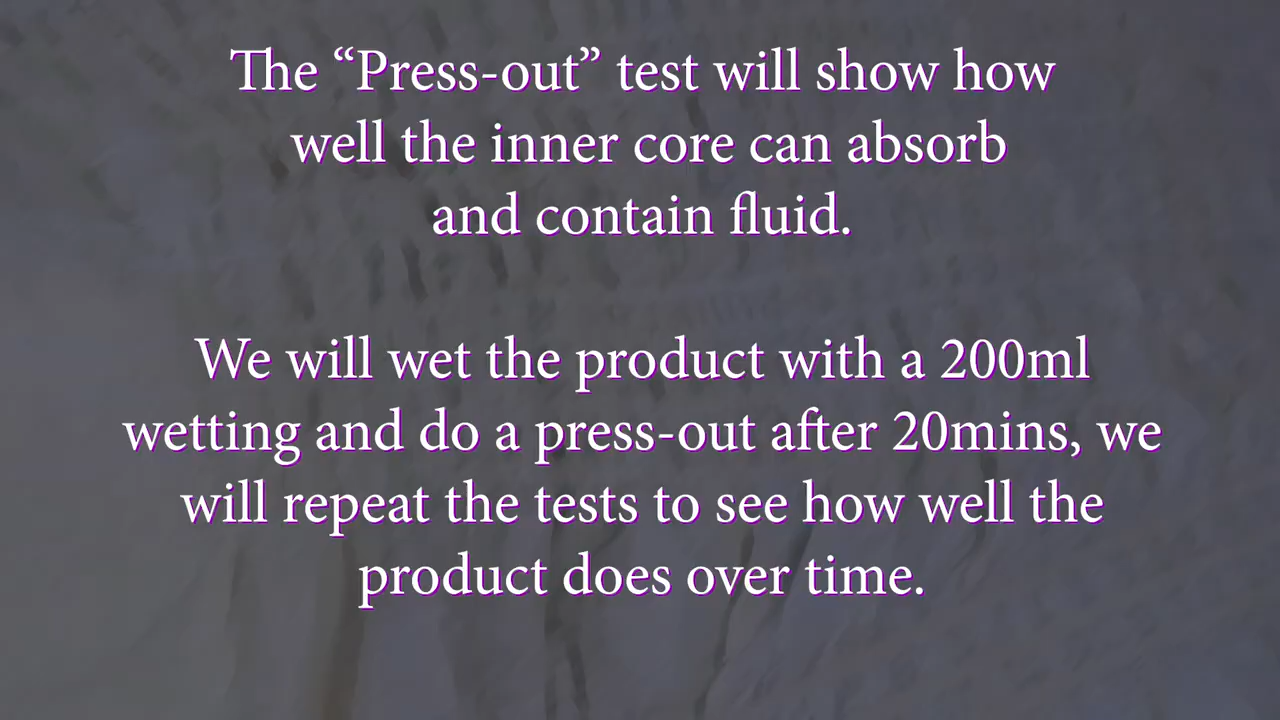 The “Press-out” test will show how
well the inner core can absorb
and contain fluid.
We will wet the product with a 200ml
wetting and do a press-out after 20mins, we
will repeat the tests to see how well the
product does over time.